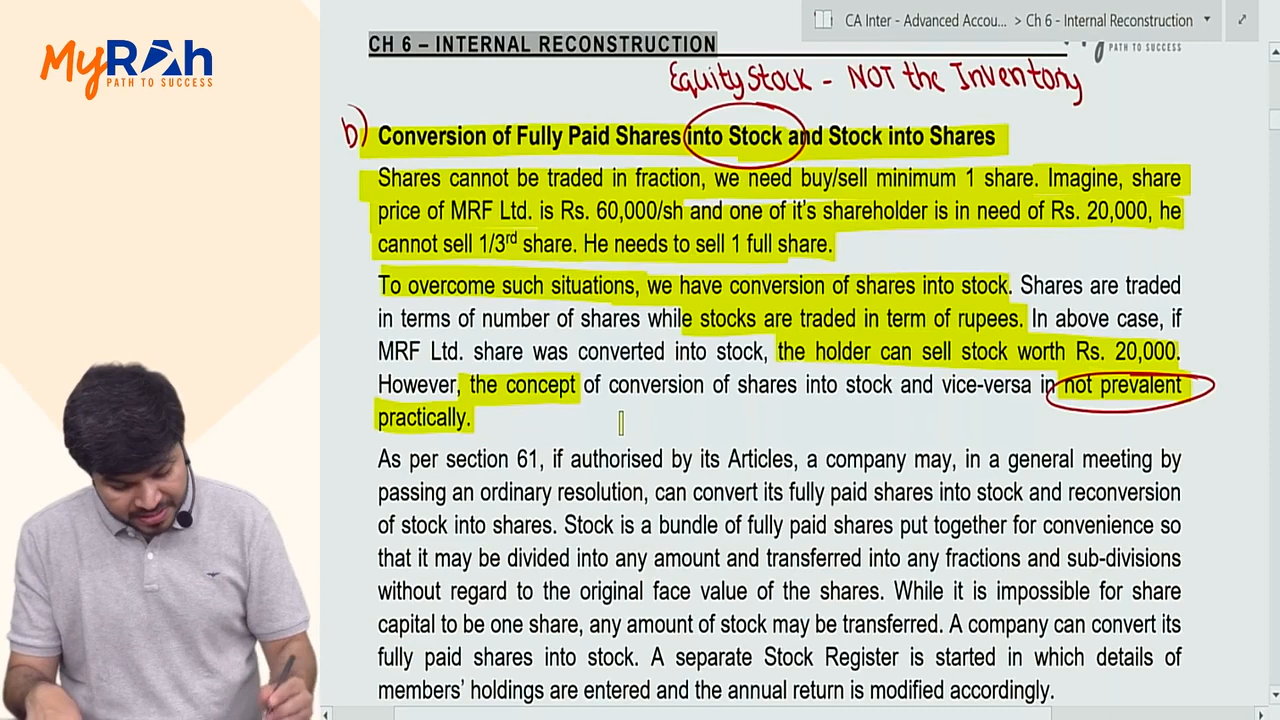 MyRAh
PATH TO SUCCESS
CA Inter - Advanced Accou... > Ch 6 - Internal Reconstruction
CH 6 – INTERNAL RECONSTRUCTION
PATH TO SUCCESS
Equity Stock - NOT the Inventory
b) Conversion of Fully Paid Shares into Stock and Stock into Shares
Shares cannot be traded in fraction, we need buy/sell minimum 1 share. Imagine, share
price of MRF Ltd. is Rs. 60,000/sh and one of it's shareholder is in need of Rs. 20,000, he
cannot sell 1/3rd share. He needs to sell 1 full share.
To overcome such situations, we have conversion of shares into stock. Shares are traded
in terms of number of shares while stocks are traded in term of rupees. In above case, if
MRF Ltd. share was converted into stock, the holder can sell stock worth Rs. 20,000.
However, the concept of conversion of shares into stock and vice-versa in not prevalent
practically.
As per section 61, if authorised by its Articles, a company may, in a general meeting by
passing an ordinary resolution, can convert its fully paid shares into stock and reconversion
of stock into shares. Stock is a bundle of fully paid shares put together for convenience so
that it may be divided into any amount and transferred into any fractions and sub-divisions
without regard to the original face value of the shares. While it is impossible for share
capital to be one share, any amount of stock may be transferred. A company can convert its
fully paid shares into stock. A separate Stock Register is started in which details of
members' holdings are entered and the annual return is modified accordingly.